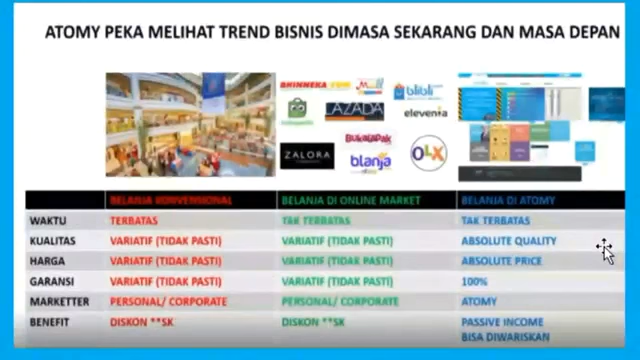 ATOMY PEKA MELIHAT TREND BISNIS DIMASA SEKARANG DAN MASA DEPAN
BHINNEKA.COM
blibli
LAZADA
elevenia
tokopedia
BukaLapak
ZALORA
blanja
OLX
BELANJA KONVENSIONAL BELANJA DI ONLINE MARKET BELANJA DI ATOMY
WAKTU TERBATAS TAK TERBATAS TAK TERBATAS
KUALITAS VARIATIF (TIDAK PASTI) VARIATIF (TIDAK PASTI) ABSOLUTE QUALITY
HARGA VARIATIF (TIDAK PASTI) VARIATIF (TIDAK PASTI) ABSOLUTE PRICE
GARANSI VARIATIF (TIDAK PASTI) VARIATIF (TIDAK PASTI) 100%
MARKETTER PERSONAL/ CORPORATE PERSONAL/ CORPORATE ATOMY
BENEFIT DISKON **SK DISKON **SK PASSIVE INCOME
BISA DIWARISKAN